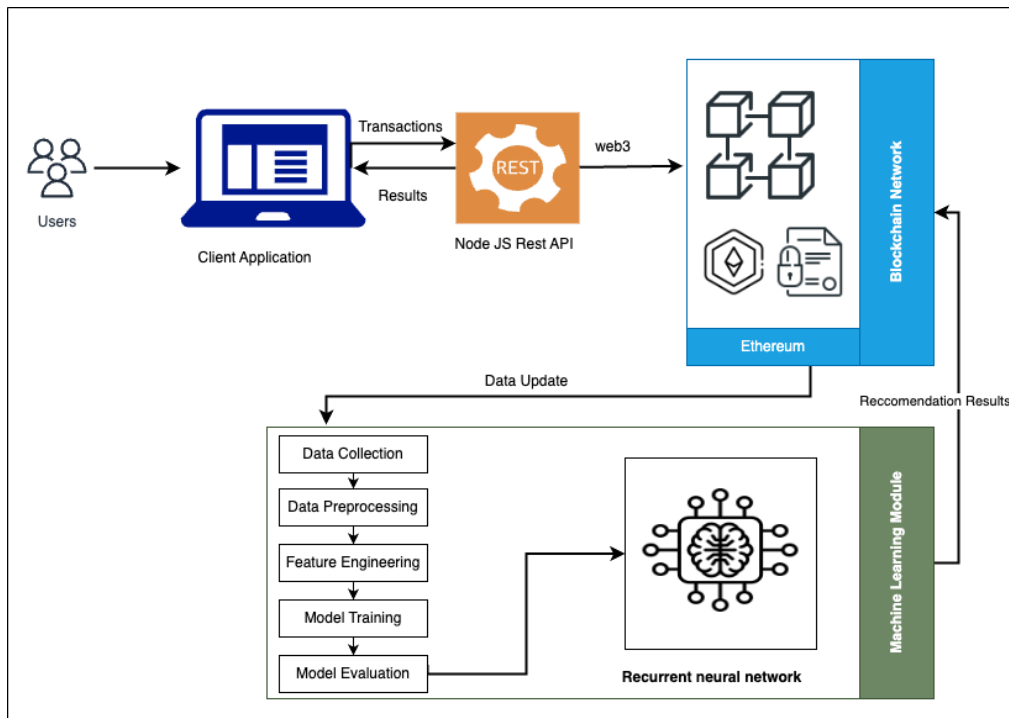 Users
Client Application
Transactions
Results
REST
Node JS Rest API
web3
Blockchain Network
Ethereum
Data Update
Reccomendation Results
Data Collection
Data Preprocessing
Feature Engineering
Model Training
Model Evaluation
Recurrent neural network
Machine Learning Module